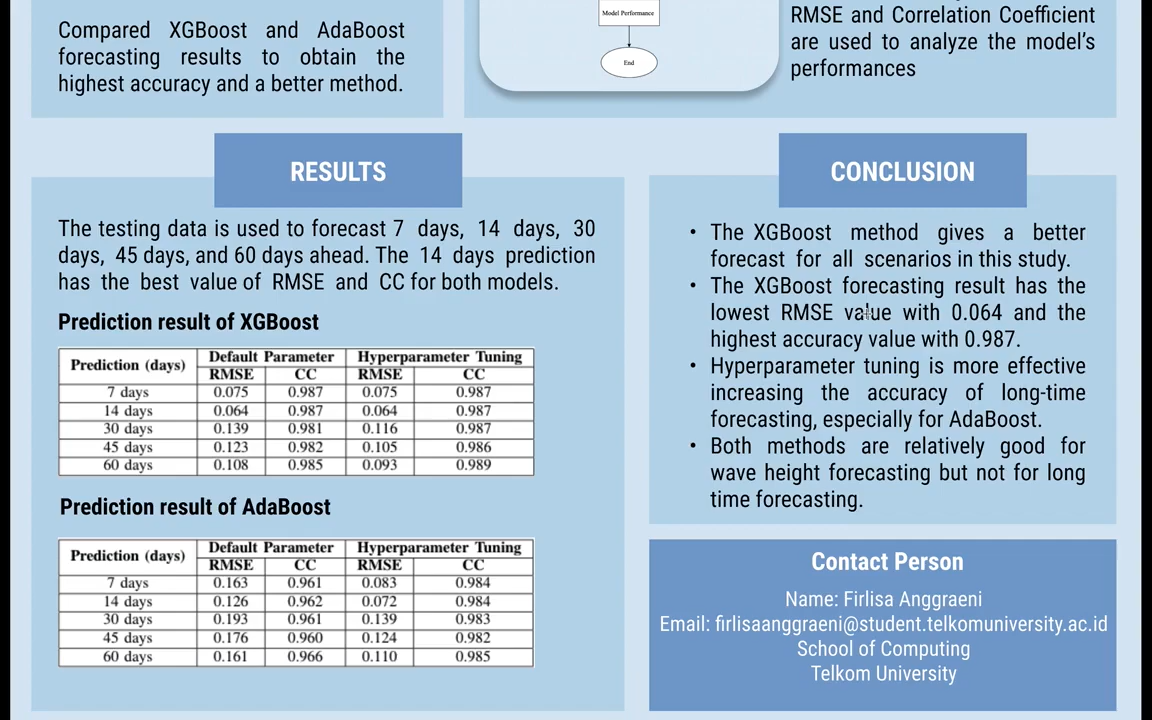 Compared XGBoost and AdaBoost
forecasting results to obtain the
highest accuracy and a better method.
Model Performance
End
RMSE and Correlation Coefficient
are used to analyze the model's
performances
RESULTS
The testing data is used to forecast 7 days, 14 days, 30
days, 45 days, and 60 days ahead. The 14 days prediction
has the best value of RMSE and CC for both models.
Prediction result of XGBoost
Prediction (days) Default Parameter Hyperparameter Tuning
RMSE CC RMSE CC
7 days 0.075 0.987 0.075 0.987
14 days 0.064 0.987 0.064 0.987
30 days 0.139 0.981 0.116 0.987
45 days 0.123 0.982 0.105 0.986
60 days 0.108 0.985 0.093 0.989
Prediction result of AdaBoost
Prediction (days) Default Parameter Hyperparameter Tuning
RMSE CC RMSE CC
7 days 0.163 0.961 0.083 0.984
14 days 0.126 0.962 0.072 0.984
30 days 0.193 0.961 0.139 0.983
45 days 0.176 0.960 0.124 0.982
60 days 0.161 0.966 0.110 0.985
CONCLUSION
• The XGBoost method gives a better
forecast for all scenarios in this study.
• The XGBoost forecasting result has the
lowest RMSE value with 0.064 and the
highest accuracy value with 0.987.
• Hyperparameter tuning is more effective
increasing the accuracy of long-time
forecasting, especially for AdaBoost.
• Both methods are relatively good for
wave height forecasting but not for long
time forecasting.
Contact Person
Name: Firlisa Anggraeni
Email: firlisaanggraeni@student.telkomuniversity.ac.id
School of Computing
Telkom University